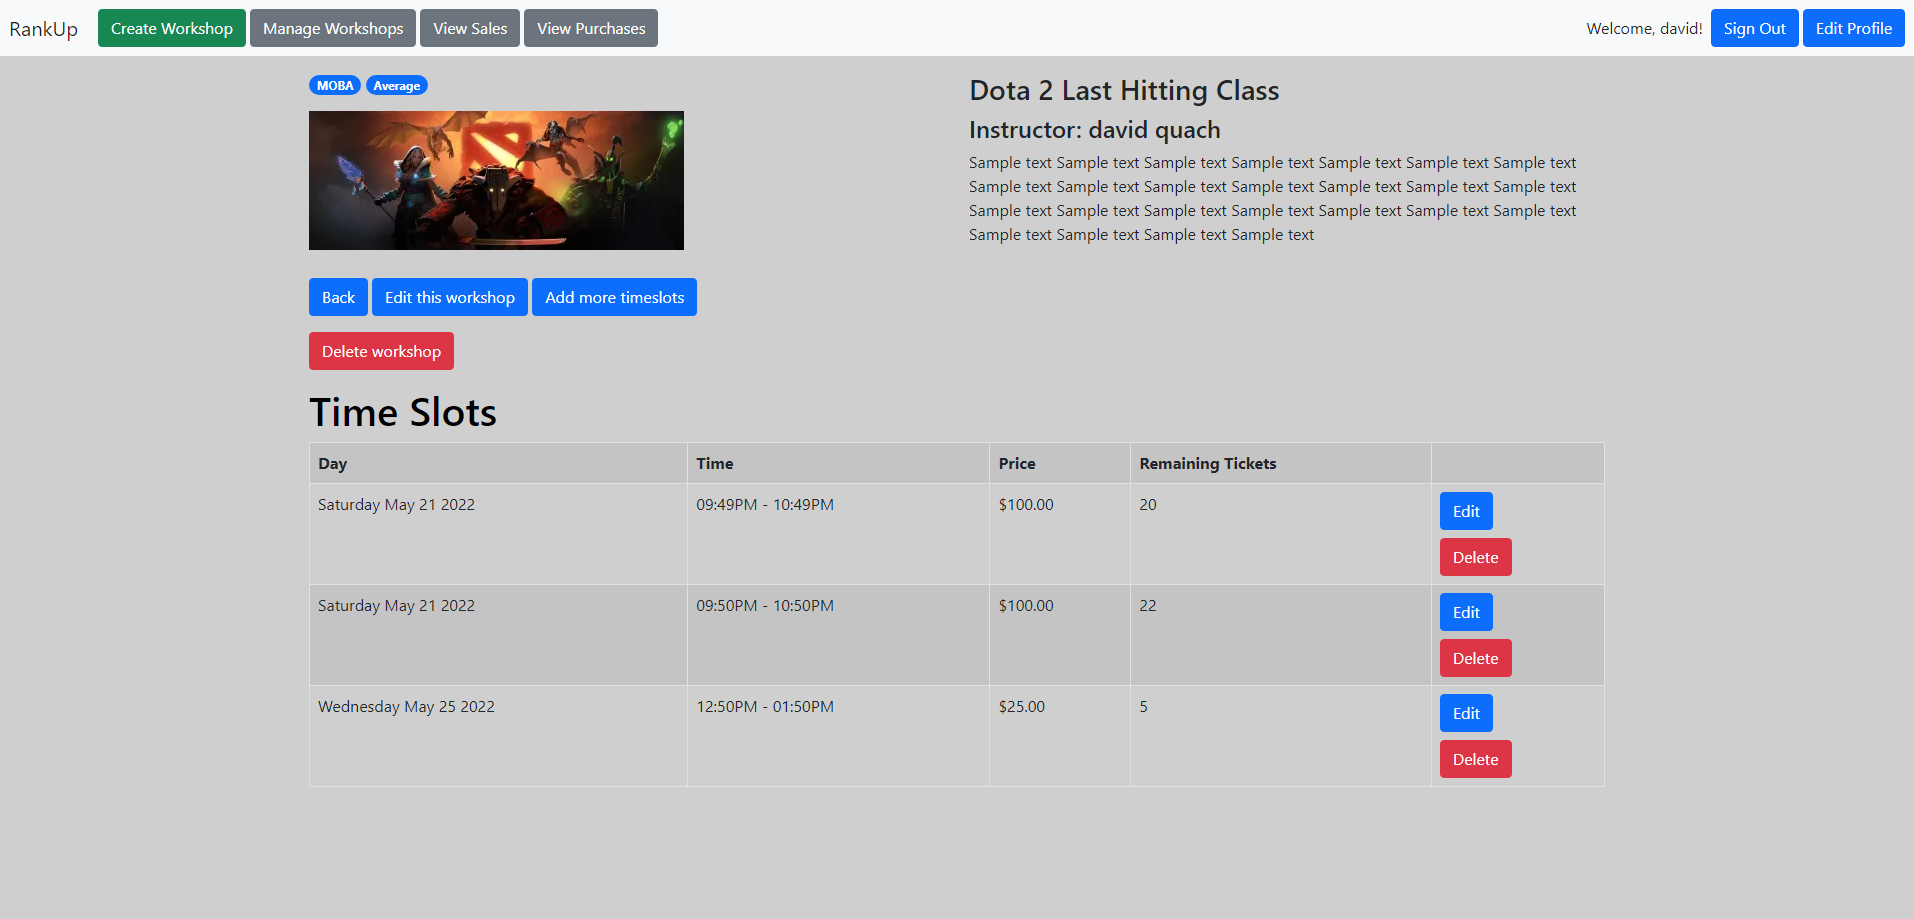 RankUp Create Workshop Manage Workshops View Sales View Purchases Welcome, david! Sign Out Edit Profile
MOBA Average
Dota 2 Last Hitting Class
Instructor: david quach
Sample text Sample text Sample text Sample text Sample text Sample text Sample text
Sample text Sample text Sample text Sample text Sample text Sample text Sample text
Sample text Sample text Sample text Sample text Sample text Sample text Sample text
Sample text Sample text Sample text Sample text
Back Edit this workshop Add more timeslots
Delete workshop
Time Slots
Day Time Price Remaining Tickets
Saturday May 21 2022 09:49PM - 10:49PM $100.00 20 Edit
Delete
Saturday May 21 2022 09:50PM - 10:50PM $100.00 22 Edit
Delete
Wednesday May 25 2022 12:50PM - 01:50PM $25.00 5 Edit
Delete